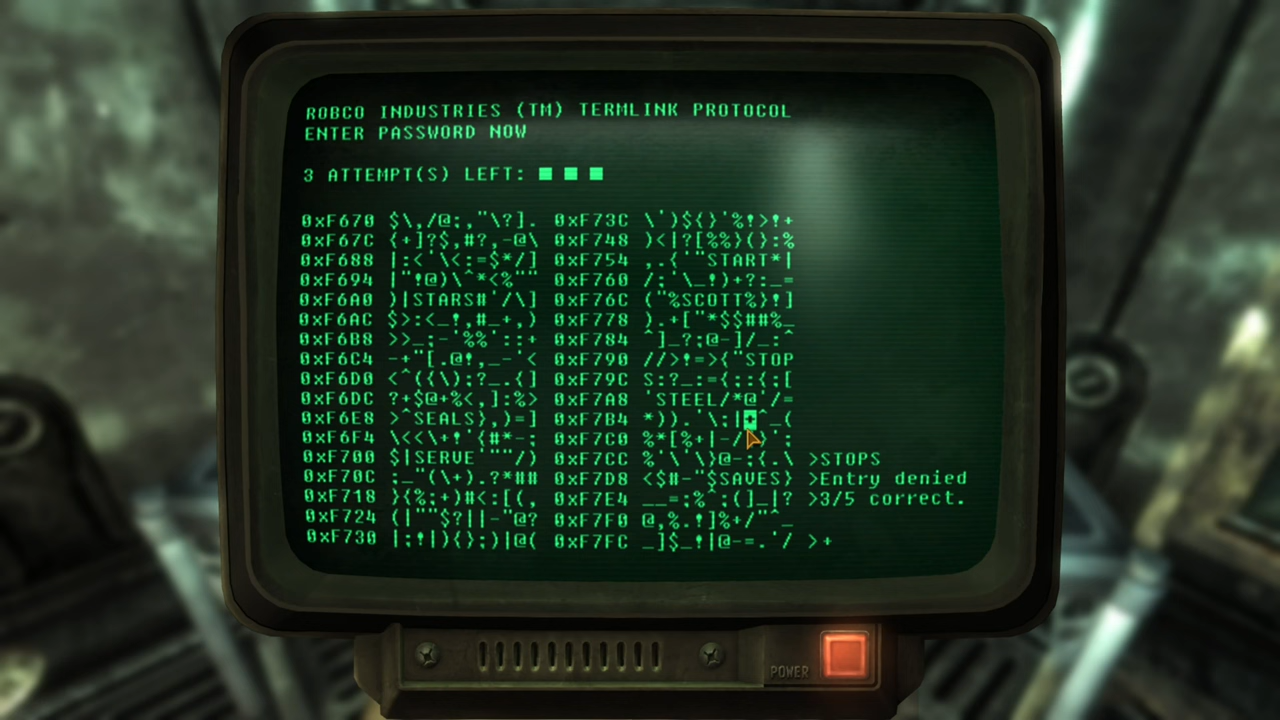 ROBCO INDUSTRIES (TM) TERMLINK PROTOCOL
ENTER PASSWORD NOW
3 ATTEMPT(S) LEFT: ■ ■ ■
0xF670 $\,/@;,"\?]. 0xF73C \')${}'%!>!+
0xF67C {+]?$,#?,-@\ 0xF748 )<|?[%%}(}:%
0xF688 |:<'\<:=$*/] 0xF754 ,.{'"START*|
0xF694 |"!@)\^*<%"" 0xF760 /;'\_!)+?:_=
0xF6A0 )|STARS#'/\] 0xF76C ("%SCOTT%}!]
0xF6AC $>:<_!,#_+,) 0xF778 ).+["*$$##%_
0xF6B8 >>_;-'%%'::+ 0xF784 ^]_?;@-]/_:^
0xF6C4 -+"[.@!,_-'< 0xF790 //>!=>{"STOP
0xF6D0 <^({\);?_.{] 0xF79C S:?_:={;:{;[
0xF6DC ?+$@+%<,]:%> 0xF7A8 'STEEL/*@'/=
0xF6E8 >^SEALS},)=] 0xF7B4 *)).'\;|+^_(
0xF6F4 \<<\+!'{#*-; 0xF7C0 %*[%+|-/
0xF700 $|SERVE'""/) 0xF7CC %'\'\}@-;{.\ >STOPS
0xF70C :_"(\+).?*## 0xF7D8 <$#-"$SAVES} >Entry denied
0xF718 }{%;+)#<:[(, 0xF7E4 __=;%^;(]_|? >3/5 correct.
0xF724 (|""$?||-"@? 0xF7F0 @,%.!]%+/"^_
0xF730 |;!|){};)|@( 0xF7FC _]$_!|@-=.'/ >+
POWER